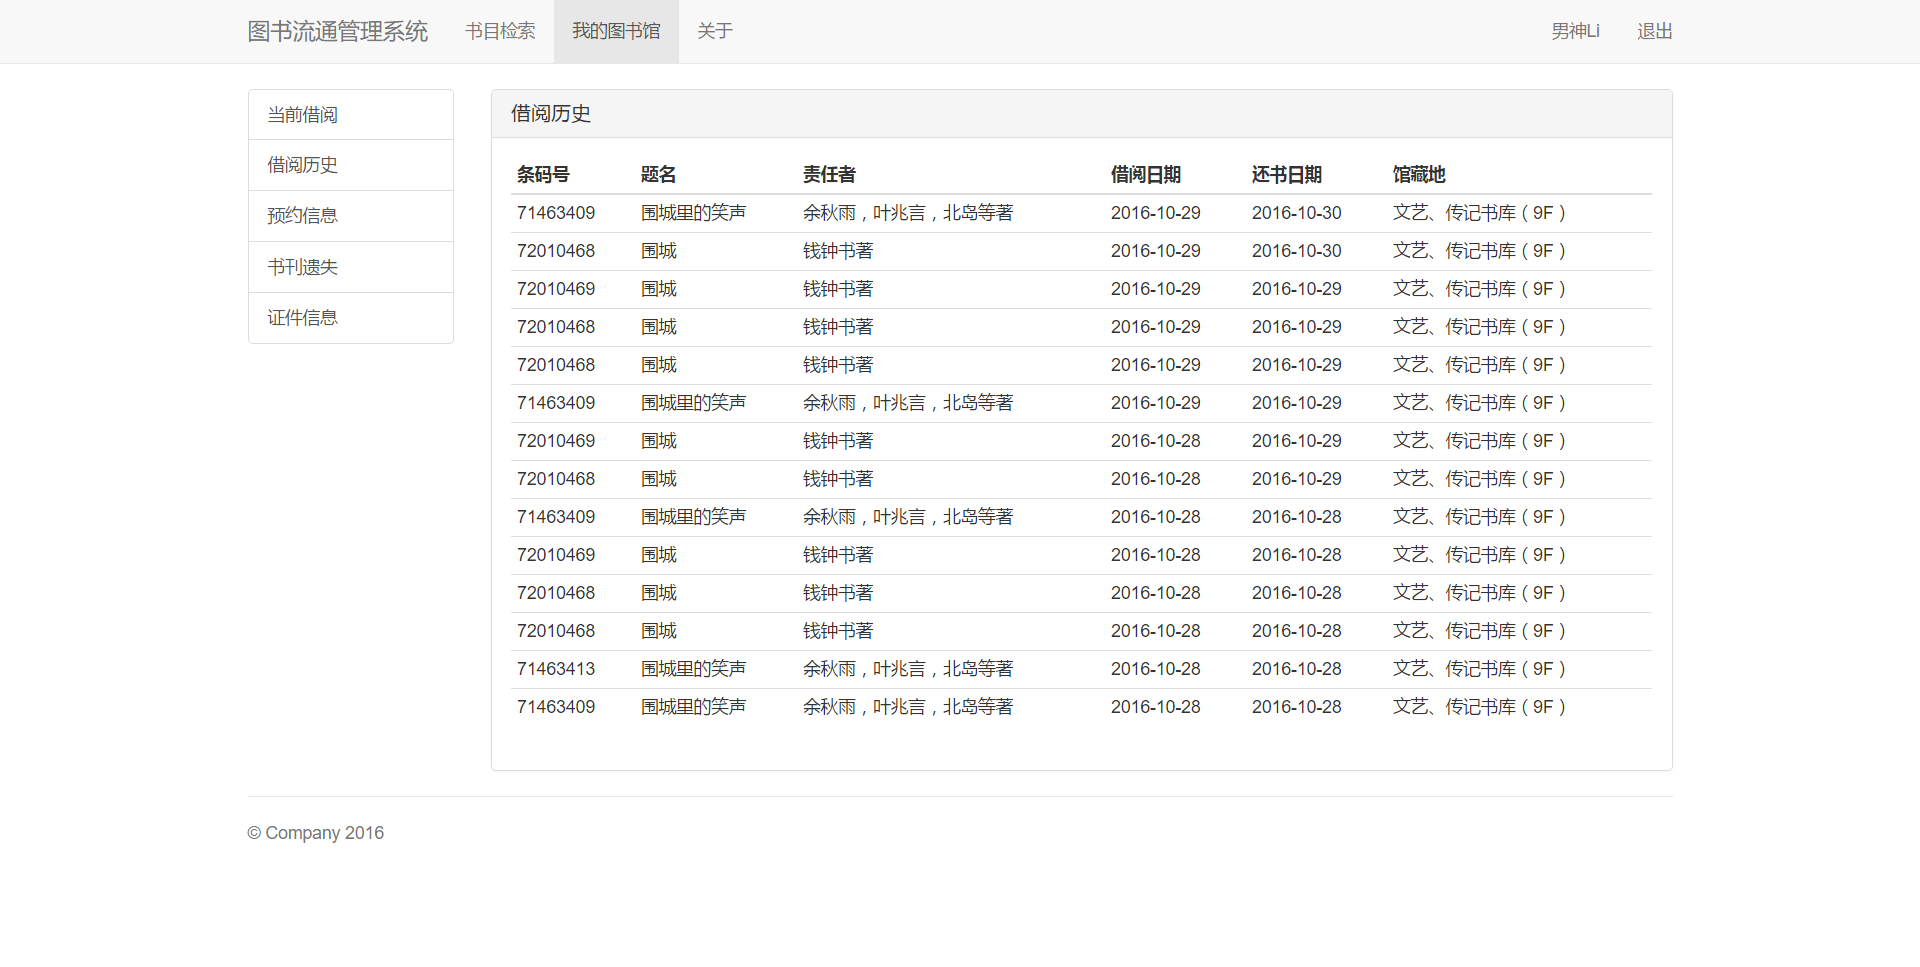 图书流通管理系统 书目检索 我的图书馆 关于 男神Li 退出
当前借阅
借阅历史
预约信息
书刊遗失
证件信息
借阅历史
条码号 题名 责任者 借阅日期 还书日期 馆藏地
71463409 围城里的笑声 余秋雨，叶兆言，北岛等著 2016-10-29 2016-10-30 文艺、传记书库（9F）
72010468 围城 钱钟书著 2016-10-29 2016-10-30 文艺、传记书库（9F）
72010469 围城 钱钟书著 2016-10-29 2016-10-29 文艺、传记书库（9F）
72010468 围城 钱钟书著 2016-10-29 2016-10-29 文艺、传记书库（9F）
72010468 围城 钱钟书著 2016-10-29 2016-10-29 文艺、传记书库（9F）
71463409 围城里的笑声 余秋雨，叶兆言，北岛等著 2016-10-29 2016-10-29 文艺、传记书库（9F）
72010469 围城 钱钟书著 2016-10-28 2016-10-29 文艺、传记书库（9F）
72010468 围城 钱钟书著 2016-10-28 2016-10-29 文艺、传记书库（9F）
71463409 围城里的笑声 余秋雨，叶兆言，北岛等著 2016-10-28 2016-10-28 文艺、传记书库（9F）
72010469 围城 钱钟书著 2016-10-28 2016-10-28 文艺、传记书库（9F）
72010468 围城 钱钟书著 2016-10-28 2016-10-28 文艺、传记书库（9F）
72010468 围城 钱钟书著 2016-10-28 2016-10-28 文艺、传记书库（9F）
71463413 围城里的笑声 余秋雨，叶兆言，北岛等著 2016-10-28 2016-10-28 文艺、传记书库（9F）
71463409 围城里的笑声 余秋雨，叶兆言，北岛等著 2016-10-28 2016-10-28 文艺、传记书库（9F）
© Company 2016